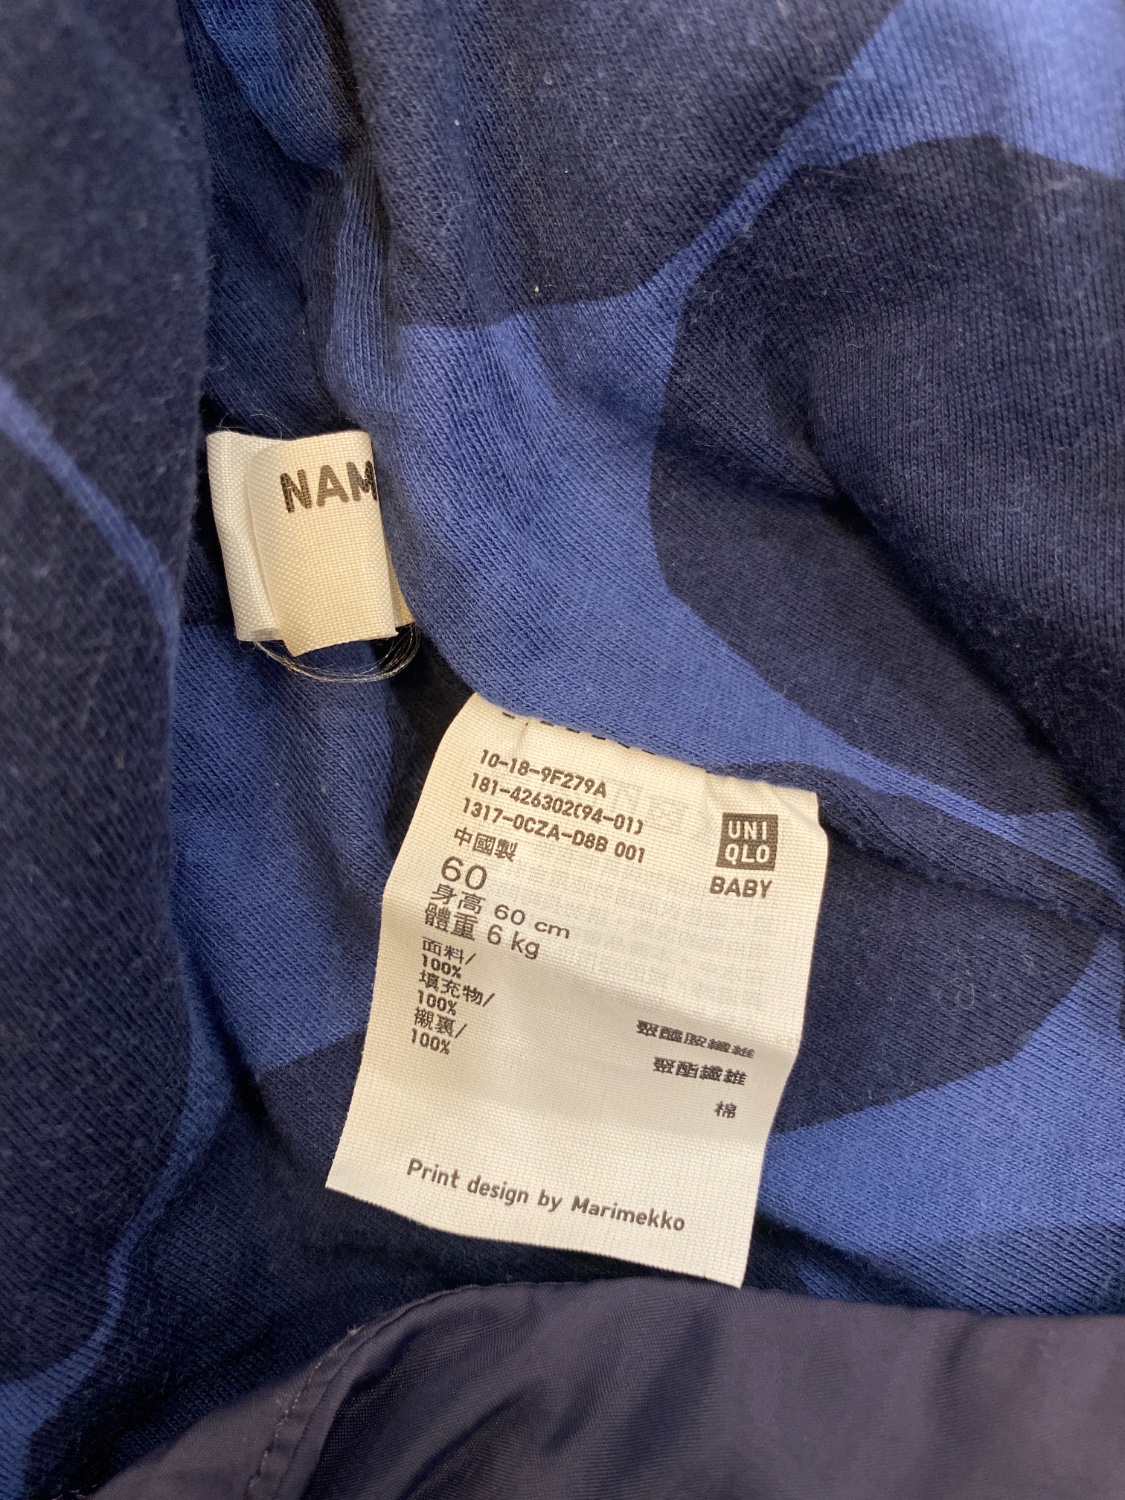 NAM
10-18-9F279A
181-426302(94-01)
1317-0CZA-D8B 001
中國製
60
身高 60 cm
體重 6 kg
UNI
QLO
BABY
面料/
100% 聚醯胺纖維
填充物/
100% 聚酯纖維
襯裏/
100% 棉
Print design by Marimekko